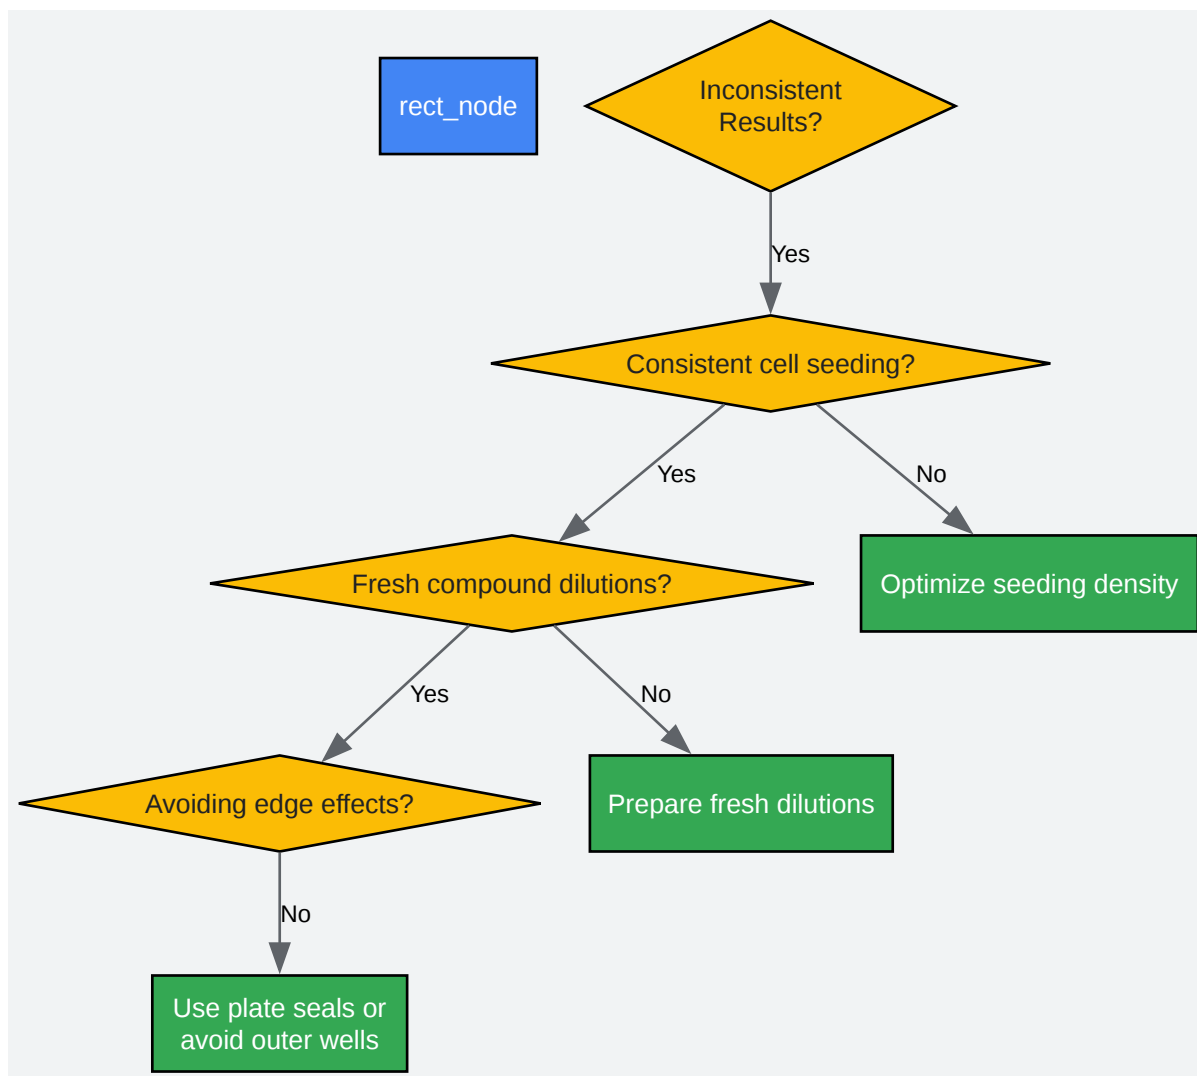 rect_node
Inconsistent
Results?
Yes
Consistent cell seeding?
Yes
No
Fresh compound dilutions?
Optimize seeding density
Yes
No
Avoiding edge effects?
Prepare fresh dilutions
No
Use plate seals or
avoid outer wells